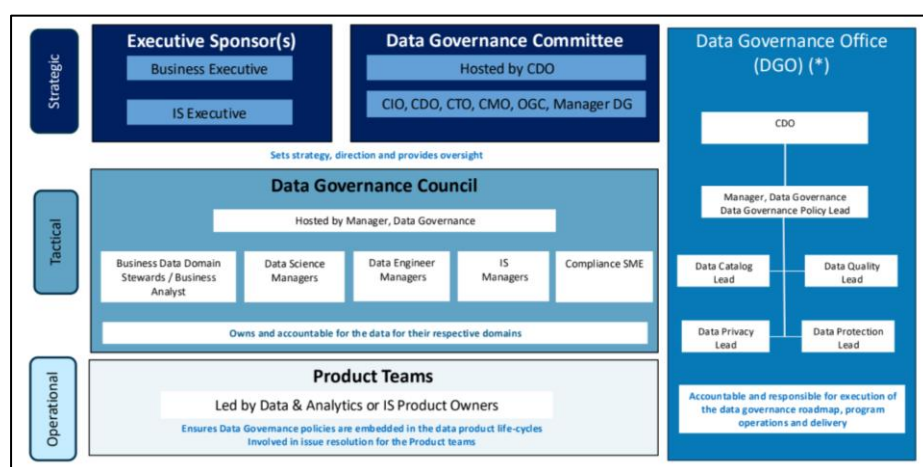 Strategic
Executive Sponsor(s)
Business Executive
IS Executive
Data Governance Committee
Hosted by CDO
CIO, CDO, CTO, CMO, OGC, Manager DG
Sets strategy, direction and provides oversight
Tactical
Data Governance Council
Hosted by Manager, Data Governance
Business Data Domain
Stewards / Business
Analyst
Data Science
Managers
Data Engineer
Managers
IS
Managers
Compliance SME
Owns and accountable for the data for their respective domains
Operational
Product Teams
Led by Data & Analytics or IS Product Owners
Ensures Data Governance policies are embedded in the data product life-cycles
Involved in issue resolution for the Product teams
Data Governance Office
(DGO) (*)
CDO
Manager, Data Governance
Data Governance Policy Lead
Data Catalog
Lead
Data Quality
Lead
Data Privacy
Lead
Data Protection
Lead
Accountable and responsible for execution of
the data governance roadmap, program
operations and delivery